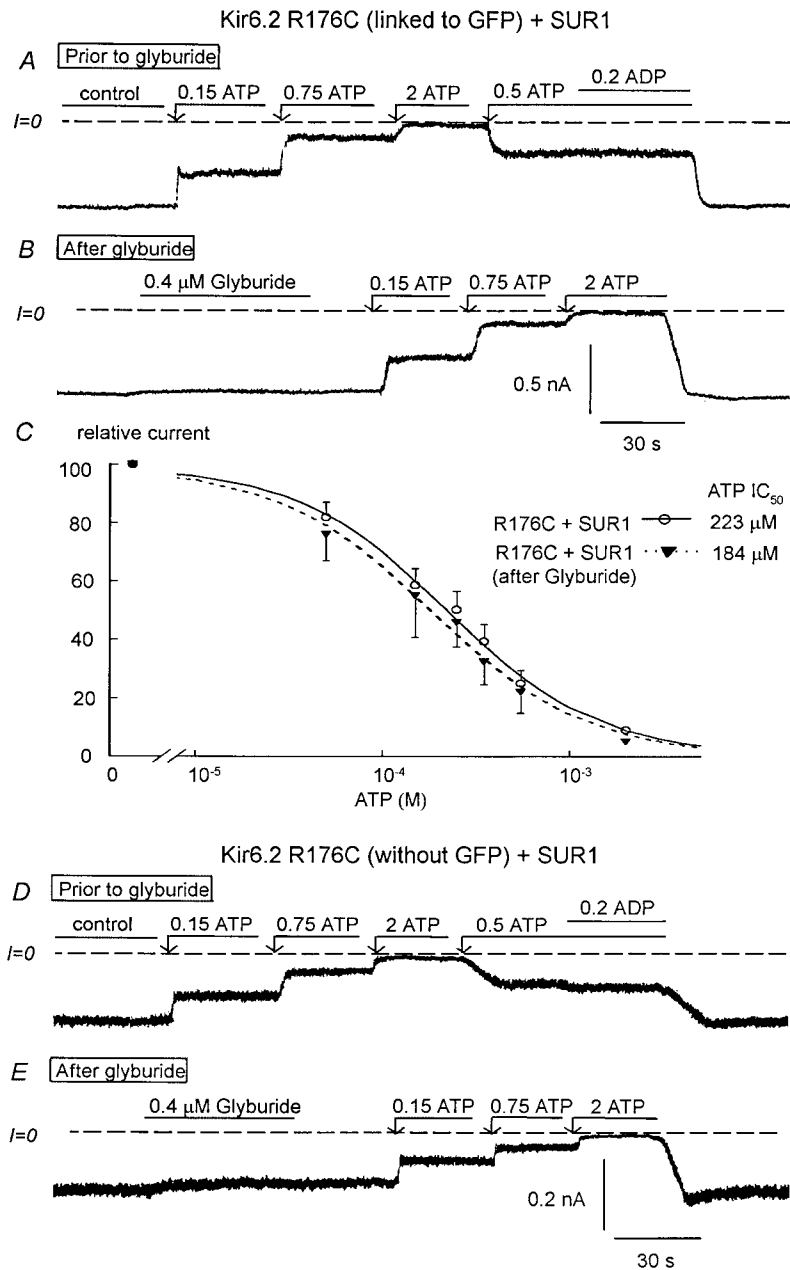 Kir6.2 R176C (linked to GFP) + SUR1
A Prior to glyburide
0.2 ADP
control 0.15 ATP 0.75 ATP 2 ATP 0.5 ATP
I=0
B After glyburide
0.4 μM Glyburide 0.15 ATP 0.75 ATP 2 ATP
I=0
0.5 nA
30 s
C relative current
100
80
60
40
20
0
0 10-5 10-4 10-3
ATP (M)
ATP IC50
R176C + SUR1 223 μM
R176C + SUR1 184 μM
(after Glyburide)
Kir6.2 R176C (without GFP) + SUR1
D Prior to glyburide
0.2 ADP
control 0.15 ATP 0.75 ATP 2 ATP 0.5 ATP
I=0
E After glyburide
0.4 μM Glyburide 0.15 ATP 0.75 ATP 2 ATP
I=0
0.2 nA
30 s